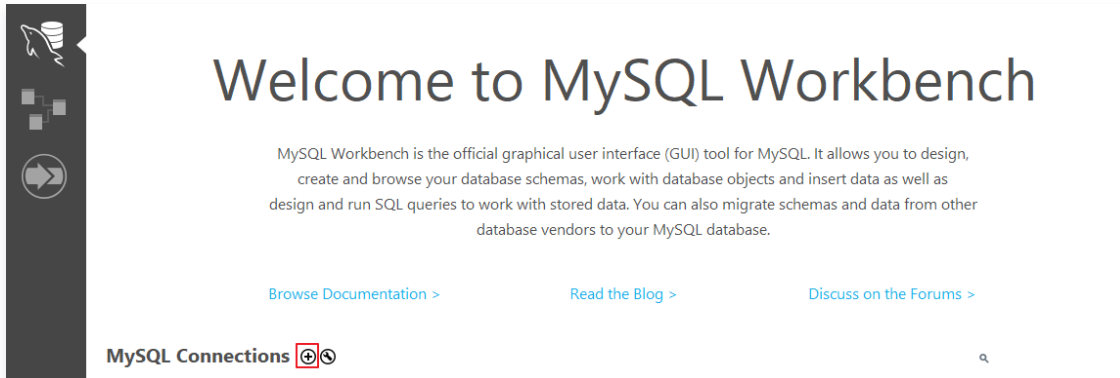 Welcome to MySQL Workbench
MySQL Workbench is the official graphical user interface (GUI) tool for MySQL. It allows you to design,
create and browse your database schemas, work with database objects and insert data as well as
design and run SQL queries to work with stored data. You can also migrate schemas and data from other
database vendors to your MySQL database.
Browse Documentation >
Read the Blog >
Discuss on the Forums >
MySQL Connections